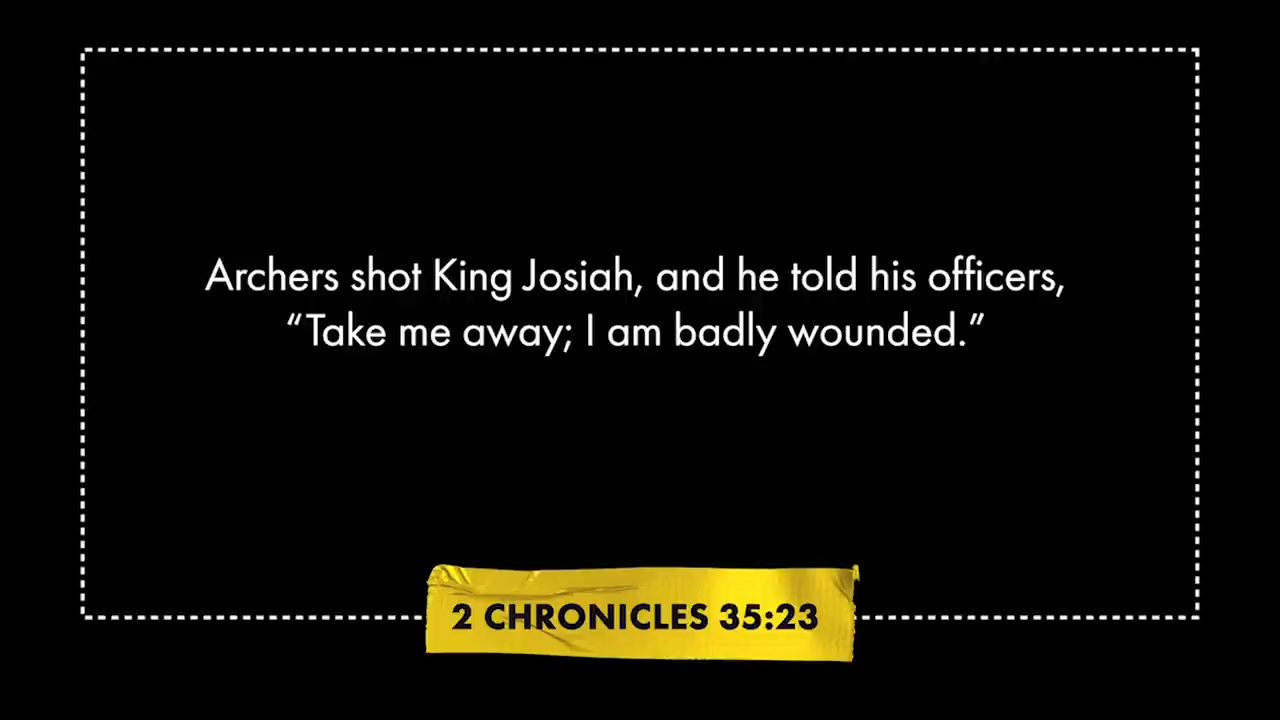 Archers shot King Josiah, and he told his officers,
“Take me away; I am badly wounded.”
2 CHRONICLES 35:23